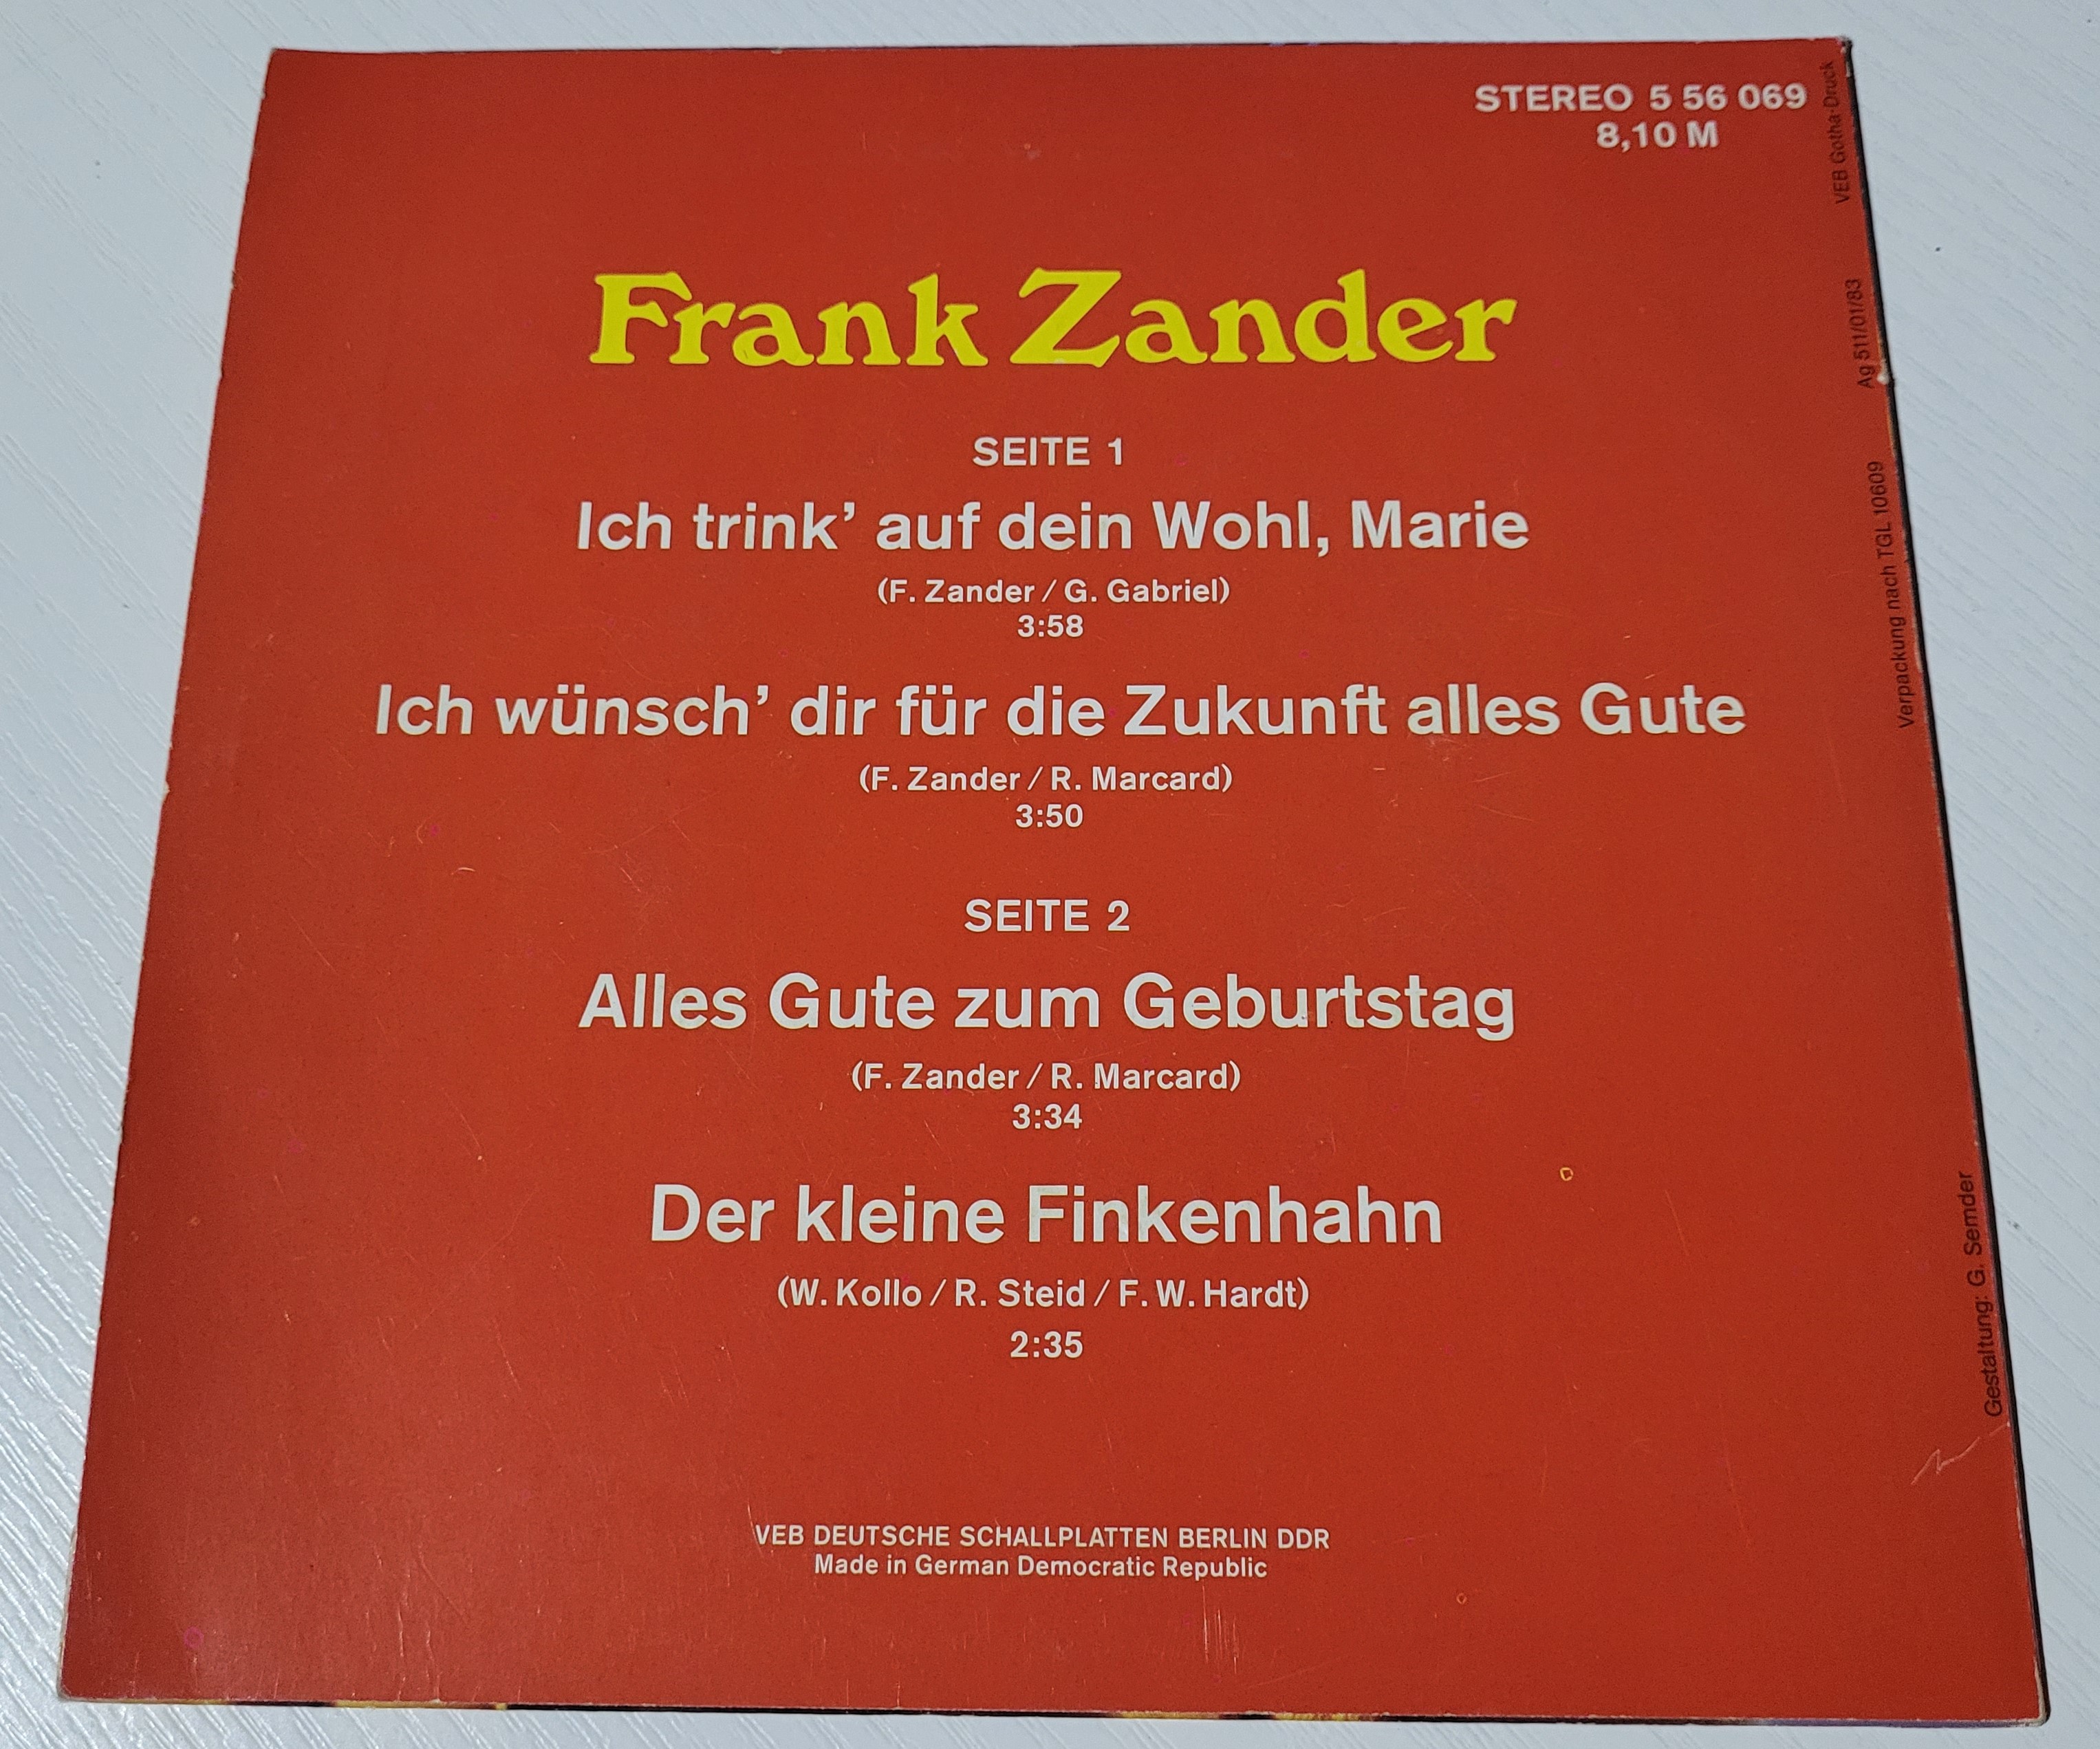 STEREO 5 56 069
8,10 M
Frank Zander
SEITE 1
Ich trink’ auf dein Wohl, Marie
(F. Zander / G. Gabriel)
3:58
Ich wünsch’ dir für die Zukunft alles Gute
(F. Zander / R. Marcard)
3:50
SEITE 2
Alles Gute zum Geburtstag
(F. Zander / R. Marcard)
3:34
Der kleine Finkenhahn
(W. Kollo / R. Steid / F. W. Hardt)
2:35
VEB DEUTSCHE SCHALLPLATTEN BERLIN DDR
Made in German Democratic Republic
Gestaltung: G. Semder
Verpackung nach TGL 10609
Ag 511/01/83
VEB Gotha-Druck